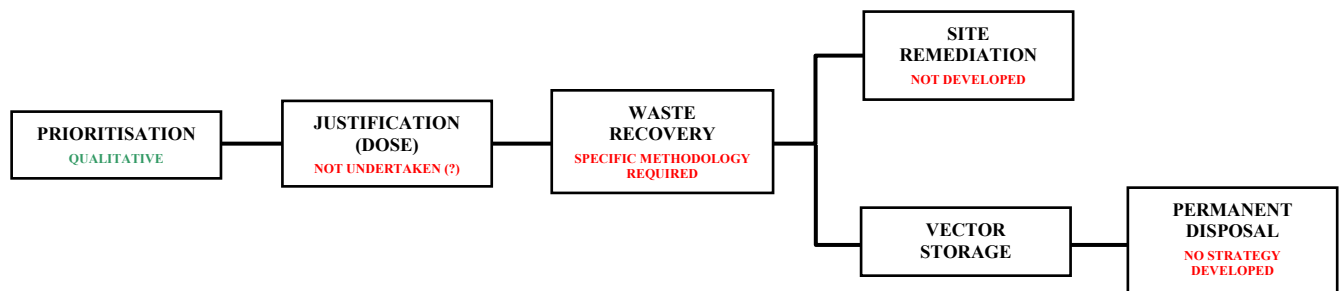 PRIORITISATION
QUALITATIVE
JUSTIFICATION
(DOSE)
NOT UNDERTAKEN (?)
WASTE
RECOVERY
SPECIFIC METHODOLOGY
REQUIRED
SITE
REMEDIATION
NOT DEVELOPED
VECTOR
STORAGE
PERMANENT
DISPOSAL
NO STRATEGY
DEVELOPED